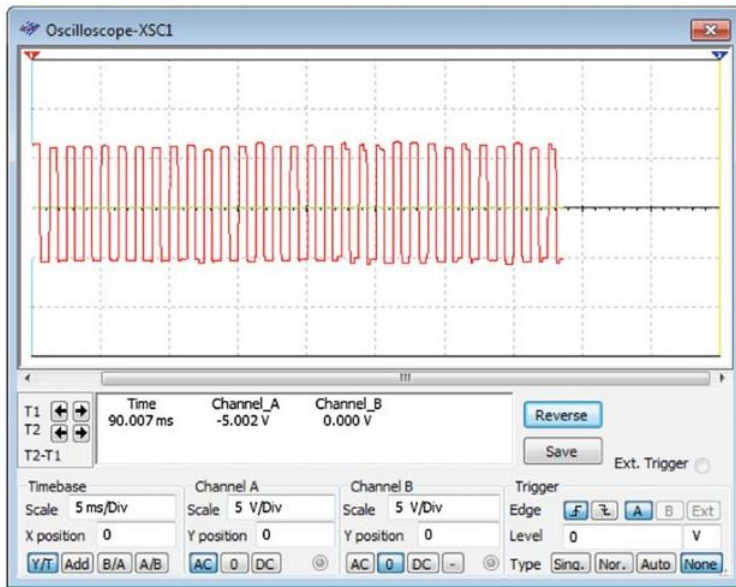 Oscilloscope-XSC1
Time Channel_A Channel_B
T1 90.007 ms -5.002 V 0.000 V
T2
T2-T1
Reverse
Save
Ext. Trigger
Timebase
Scale 5 ms/Div
X position 0
Y/T Add B/A A/B
Channel A
Scale 5 V/Div
Y position 0
AC 0 DC
Channel B
Scale 5 V/Div
Y position 0
AC 0 DC -
Trigger
Edge A B Ext
Level 0 V
Type Sing. Nor. Auto None